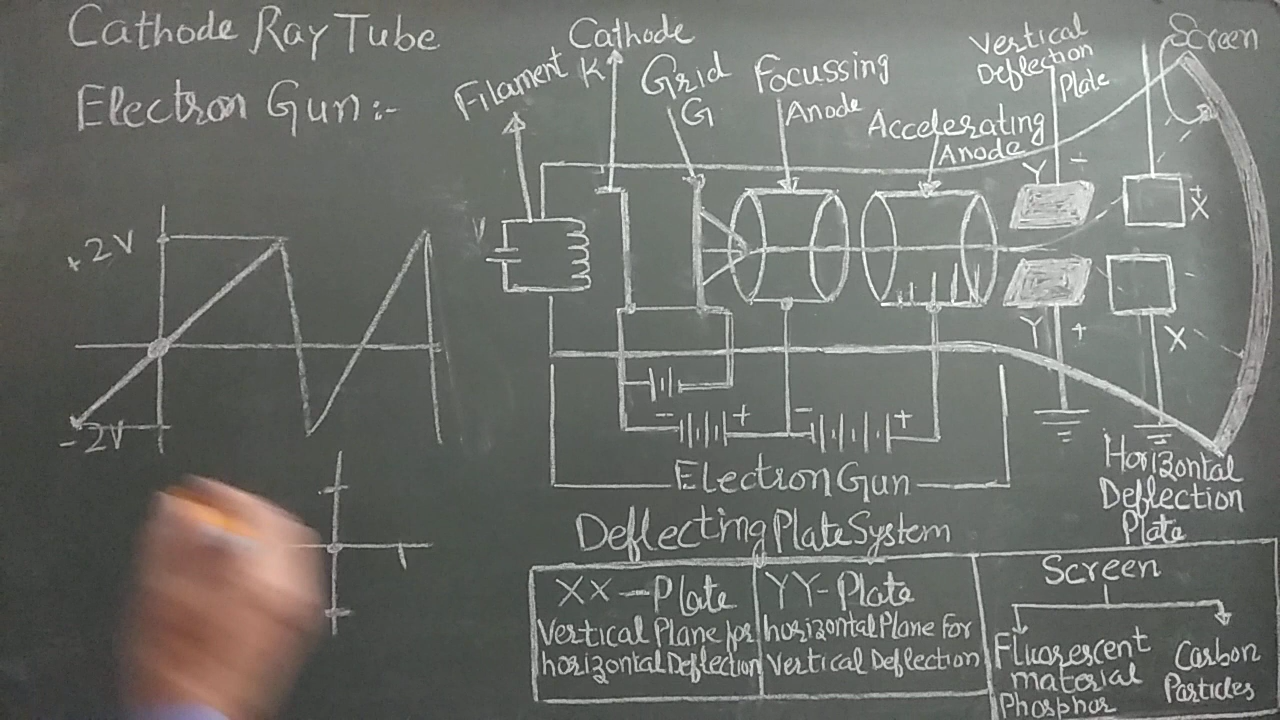 Cathode Ray Tube
Electron Gun:-
Filament
Cathode
K
Grid
G
Focussing
Anode
Accelerating
Anode
Vertical
Deflection
Plate
Screen
+2V
-2V
V
Y -
Y +
+
X
X
- +
- +
Electron Gun
Horizontal
Deflection
Plate
Deflecting Plate System
XX-Plate
Vertical Plane for
horizontal Deflection
YY-Plate
horizontal Plane for
Vertical Deflection
Screen
Fluorescent
material
Phosphor
Carbon
Particles